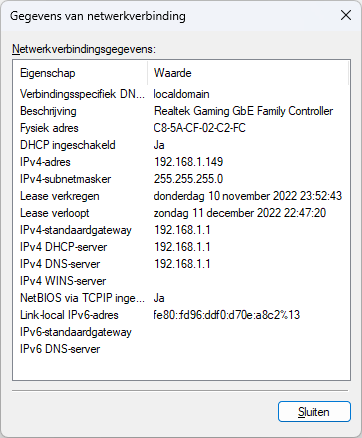 Gegevens van netwerkverbinding
Netwerkverbindingsgegevens:
Eigenschap Waarde
Verbindingsspecifiek DN... localdomain
Beschrijving Realtek Gaming GbE Family Controller
Fysiek adres C8-5A-CF-02-C2-FC
DHCP ingeschakeld Ja
IPv4-adres 192.168.1.149
IPv4-subnetmasker 255.255.255.0
Lease verkregen donderdag 10 november 2022 23:52:43
Lease verloopt zondag 11 december 2022 22:47:20
IPv4-standaardgateway 192.168.1.1
IPv4 DHCP-server 192.168.1.1
IPv4 DNS-server 192.168.1.1
IPv4 WINS-server
NetBIOS via TCPIP inge... Ja
Link-local IPv6-adres fe80::fd96:ddf0:d70e:a8c2%13
IPv6-standaardgateway
IPv6 DNS-server
Sluiten